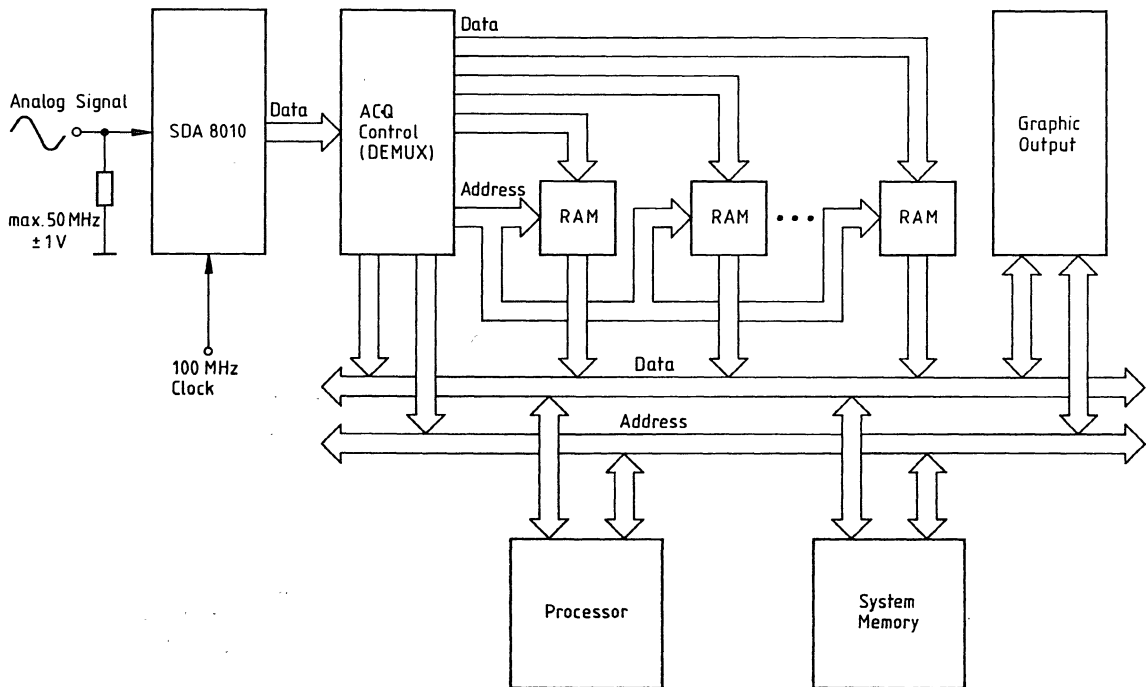 Analog Signal
max. 50 MHz
± 1 V
SDA 8010
100 MHz
Clock
Data
ACQ
Control
(DEMUX)
Data
Address
RAM
RAM
•••
RAM
Graphic
Output
Data
Address
Processor
System
Memory